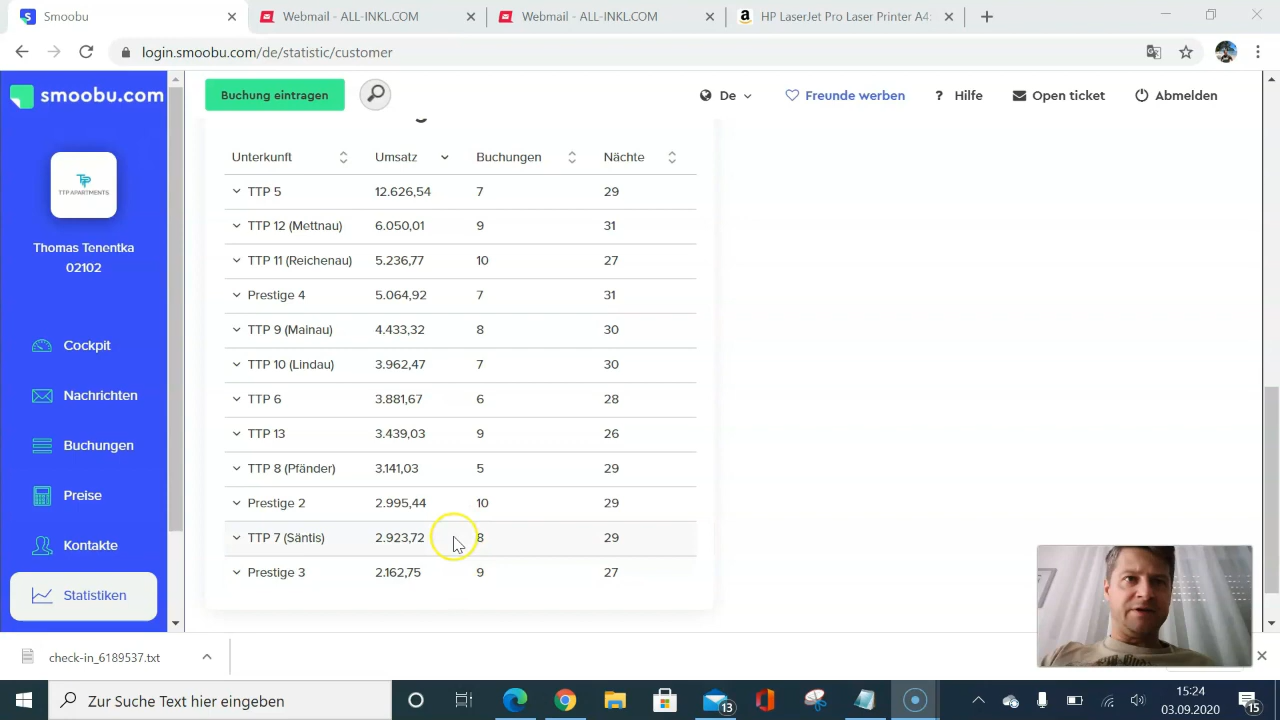 Smoobu
Webmail - ALL-INKL.COM
Webmail - ALL-INKL.COM
HP LaserJet Pro Laser Printer A4:
login.smoobu.com/de/statistic/customer
smoobu.com
Buchung eintragen
De
Freunde werben
? Hilfe
Open ticket
Abmelden
TTP APARTMENTS
Thomas Tenentka
02102
Cockpit
Nachrichten
Buchungen
Preise
Kontakte
Statistiken
Unterkunft Umsatz Buchungen Nächte
TTP 5 12.626,54 7 29
TTP 12 (Mettnau) 6.050,01 9 31
TTP 11 (Reichenau) 5.236,77 10 27
Prestige 4 5.064,92 7 31
TTP 9 (Mainau) 4.433,32 8 30
TTP 10 (Lindau) 3.962,47 7 30
TTP 6 3.881,67 6 28
TTP 13 3.439,03 9 26
TTP 8 (Pfänder) 3.141,03 5 29
Prestige 2 2.995,44 10 29
TTP 7 (Säntis) 2.923,72 8 29
Prestige 3 2.162,75 9 27
check-in_6189537.txt
Zur Suche Text hier eingeben
13
15:24
03.09.2020
15